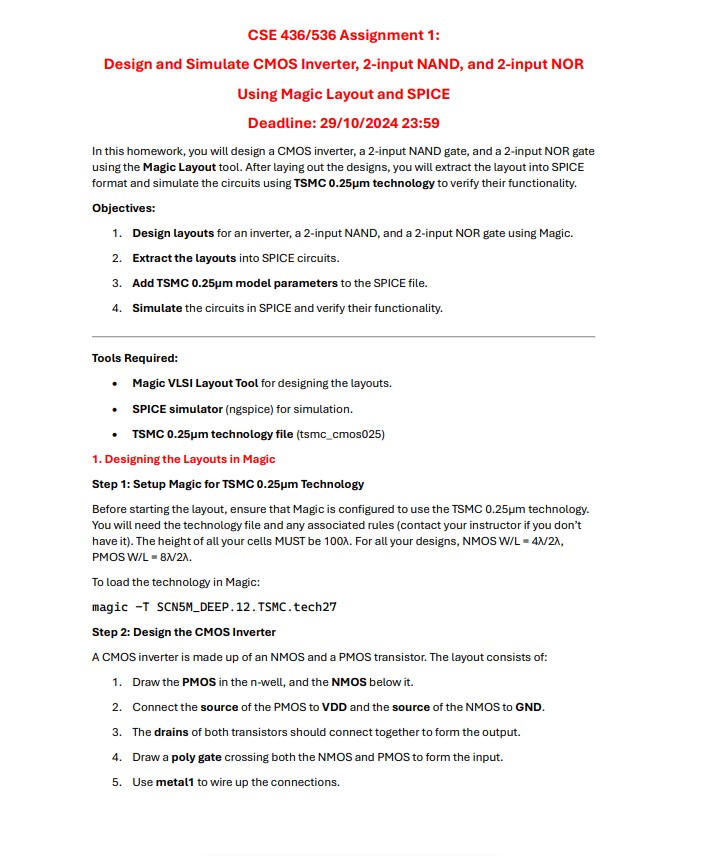 CSE 436/536 Assignment 1:
Design and Simulate CMOS Inverter, 2-input NAND, and 2-input NOR
Using Magic Layout and SPICE
Deadline: 29/10/2024 23:59
In this homework, you will design a CMOS inverter, a 2-input NAND gate, and a 2-input NOR gate
using the Magic Layout tool. After laying out the designs, you will extract the layout into SPICE
format and simulate the circuits using TSMC 0.25µm technology to verify their functionality.
Objectives:
1. Design layouts for an inverter, a 2-input NAND, and a 2-input NOR gate using Magic.
2. Extract the layouts into SPICE circuits.
3. Add TSMC 0.25µm model parameters to the SPICE file.
4. Simulate the circuits in SPICE and verify their functionality.
Tools Required:
• Magic VLSI Layout Tool for designing the layouts.
• SPICE simulator (ngspice) for simulation.
• TSMC 0.25µm technology file (tsmc_cmos025)
1. Designing the Layouts in Magic
Step 1: Setup Magic for TSMC 0.25µm Technology
Before starting the layout, ensure that Magic is configured to use the TSMC 0.25µm technology.
You will need the technology file and any associated rules (contact your instructor if you don't
have it). The height of all your cells MUST be 100λ. For all your designs, NMOS W/L = 4λ/2λ,
PMOS W/L = 8λ/2λ.
To load the technology in Magic:
magic -T SCN5M_DEEP.12.TSMC.tech27
Step 2: Design the CMOS Inverter
A CMOS inverter is made up of an NMOS and a PMOS transistor. The layout consists of:
1. Draw the PMOS in the n-well, and the NMOS below it.
2. Connect the source of the PMOS to VDD and the source of the NMOS to GND.
3. The drains of both transistors should connect together to form the output.
4. Draw a poly gate crossing both the NMOS and PMOS to form the input.
5. Use metal1 to wire up the connections.